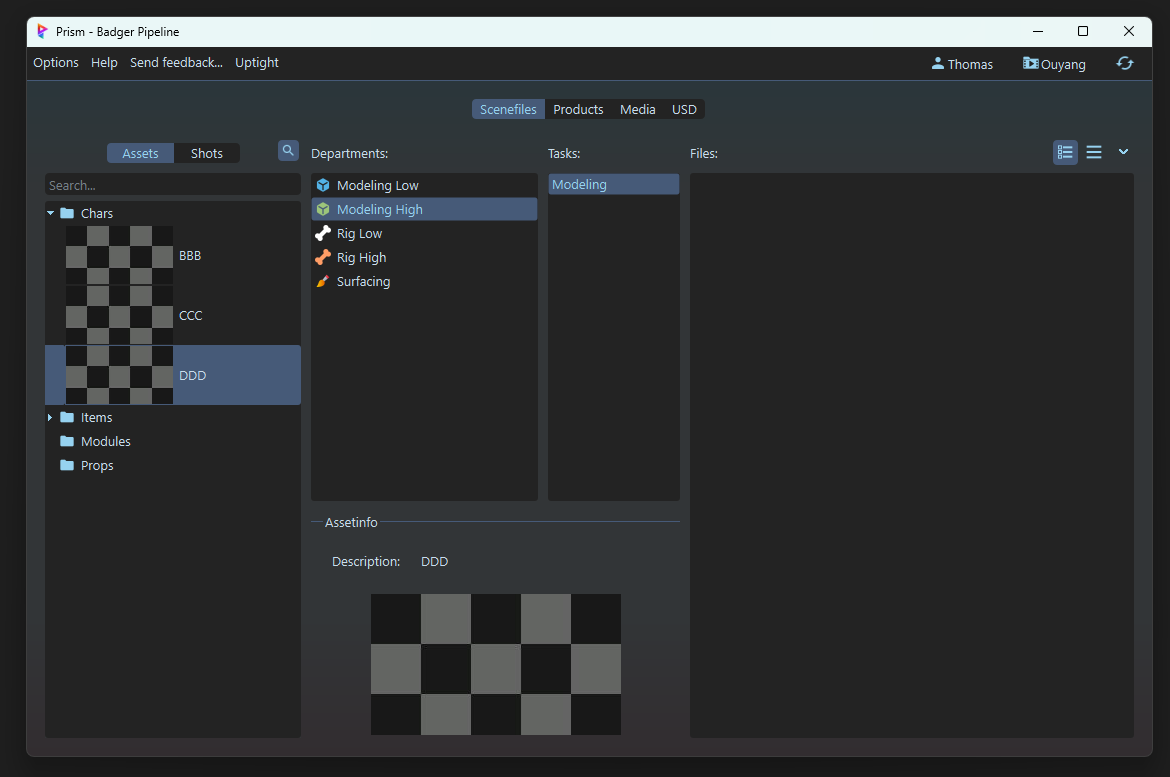 Prism - Badger Pipeline
Options Help Send feedback... Uptight Thomas Ouyang
Scenefiles Products Media USD
Assets Shots
Search...
Chars
BBB
CCC
DDD
Items
Modules
Props
Departments:
Modeling Low
Modeling High
Rig Low
Rig High
Surfacing
Tasks:
Modeling
Assetinfo
Description: DDD
Files: